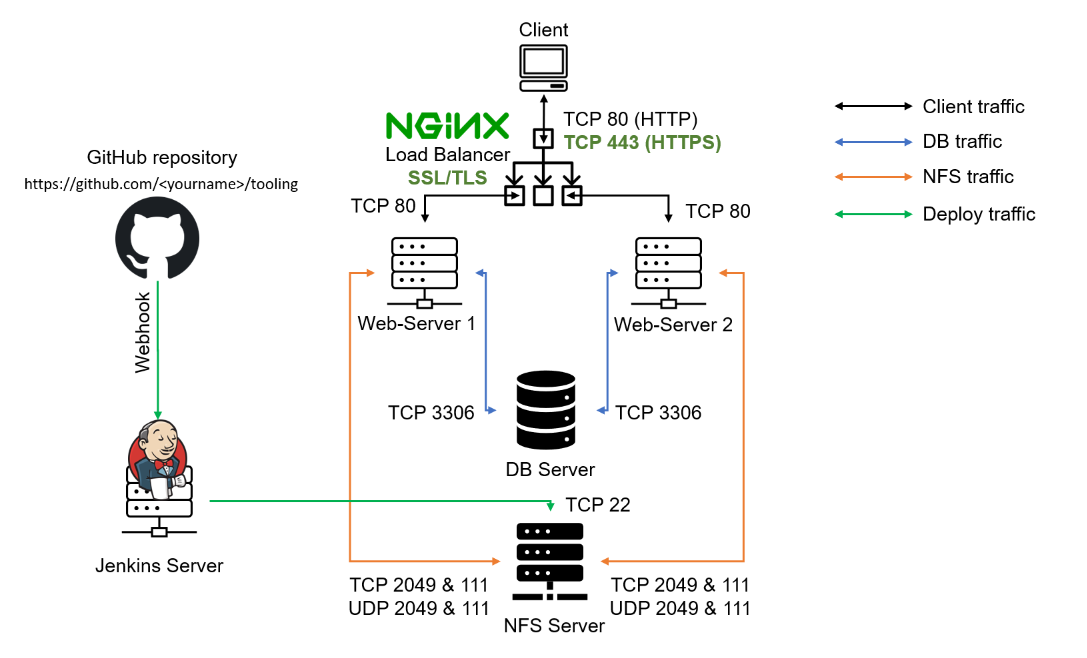 Client
NGINX
TCP 80 (HTTP)
TCP 443 (HTTPS)
Load Balancer
SSL/TLS
Client traffic
DB traffic
NFS traffic
Deploy traffic
GitHub repository
https://github.com/<yourname>/tooling
TCP 80
TCP 80
Web-Server 1
Web-Server 2
Webhook
TCP 3306
TCP 3306
DB Server
TCP 22
Jenkins Server
TCP 2049 & 111
UDP 2049 & 111
TCP 2049 & 111
UDP 2049 & 111
NFS Server